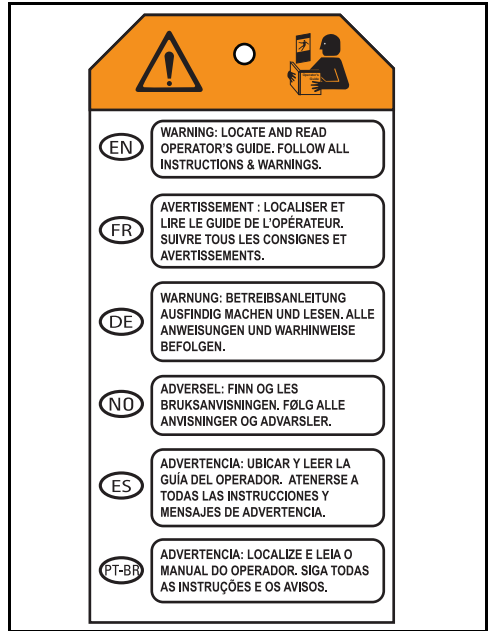 Operator's
Guide
EN
WARNING: LOCATE AND READ
OPERATOR'S GUIDE. FOLLOW ALL
INSTRUCTIONS & WARNINGS.
FR
AVERTISSEMENT : LOCALISER ET
LIRE LE GUIDE DE L'OPÉRATEUR.
SUIVRE TOUS LES CONSIGNES ET
AVERTISSEMENTS.
DE
WARNUNG: BETREIBSANLEITUNG
AUSFINDIG MACHEN UND LESEN. ALLE
ANWEISUNGEN UND WARHINWEISE
BEFOLGEN.
NO
ADVERSEL: FINN OG LES
BRUKSANVISNINGEN. FØLG ALLE
ANVISNINGER OG ADVARSLER.
ES
ADVERTENCIA: UBICAR Y LEER LA
GUÍA DEL OPERADOR. ATENERSE A
TODAS LAS INSTRUCCIONES Y
MENSAJES DE ADVERTENCIA.
PT-BR
ADVERTENCIA: LOCALIZE E LEIA O
MANUAL DO OPERADOR. SIGA TODAS
AS INSTRUÇÕES E OS AVISOS.